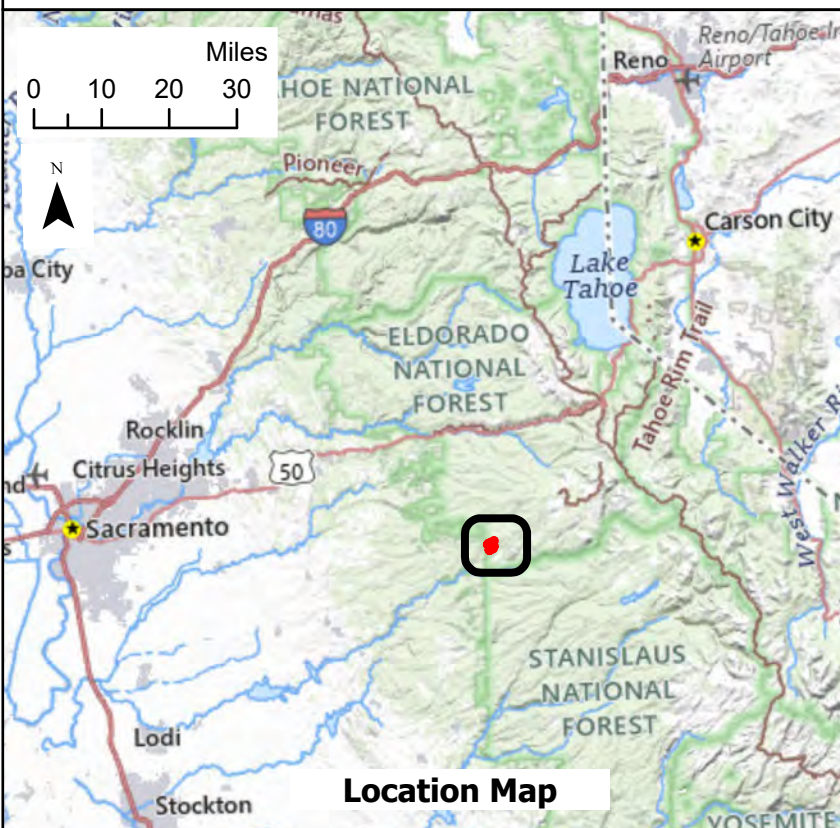 Miles
0 10 20 30
N
Reno/Tahoe In
Airport
Reno
HOE NATIONAL
FOREST
Pioneer
80
Carson City
ba City
Lake
Tahoe
ELDORADO
NATIONAL
FOREST
Tahoe Rim Trail
West Walker R
Rocklin
Citrus Heights
50
nd
Sacramento
s
STANISLAUS
NATIONAL
FOREST
Lodi
Stockton
Location Map
YOSEMITE